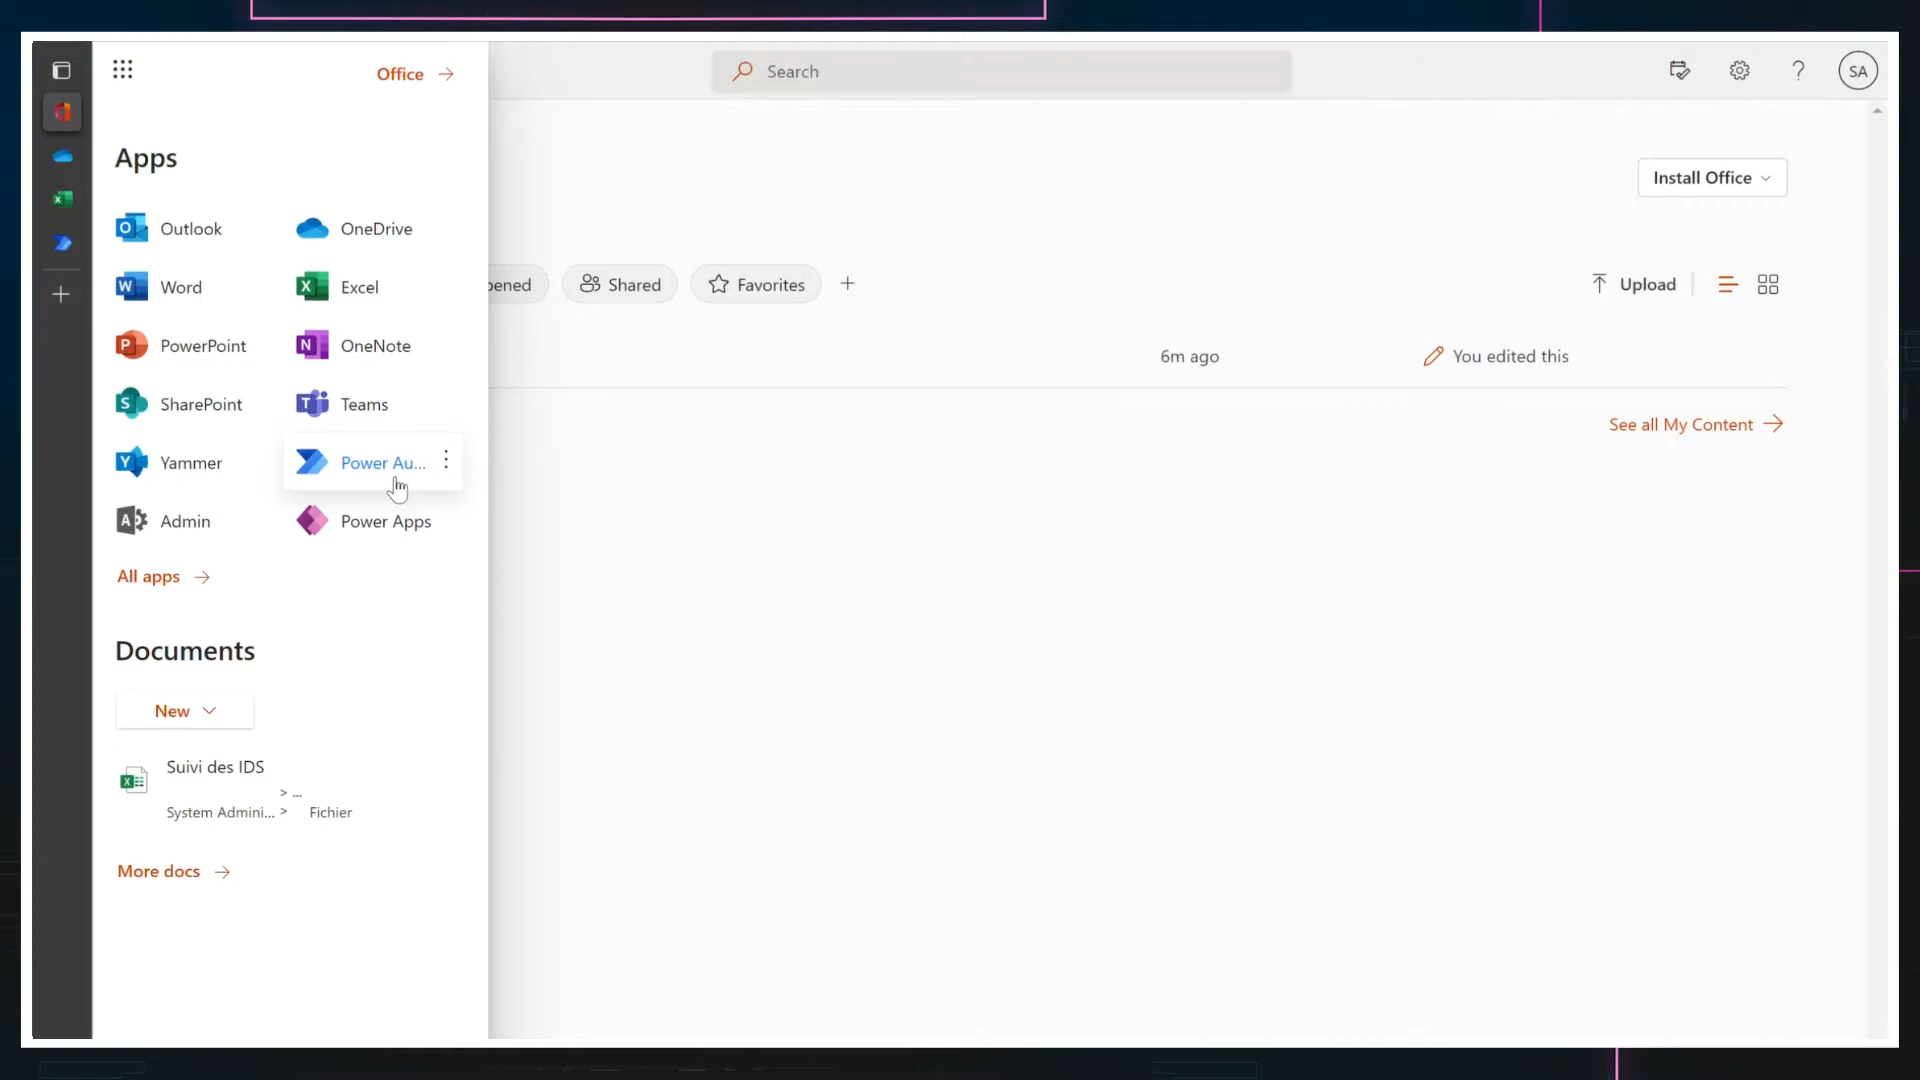 Office
Search
SA
Apps
Install Office
Outlook
OneDrive
Word
Excel
pened
Shared
Favorites
Upload
PowerPoint
OneNote
6m ago
You edited this
SharePoint
Teams
See all My Content
Yammer
Power Au...
Admin
Power Apps
All apps
Documents
New
Suivi des IDS
> ...
System Admini... > Fichier
More docs